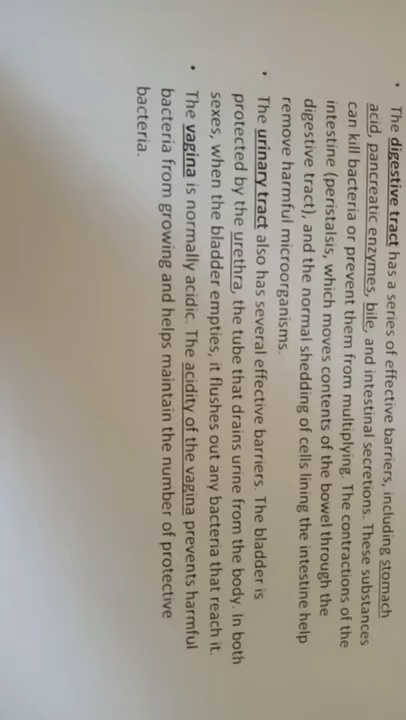 • The digestive tract has a series of effective barriers, including stomach
acid, pancreatic enzymes, bile, and intestinal secretions. These substances
can kill bacteria or prevent them from multiplying. The contractions of the
intestine (peristalsis, which moves contents of the bowel through the
digestive tract), and the normal shedding of cells lining the intestine help
remove harmful microorganisms.
• The urinary tract also has several effective barriers. The bladder is
protected by the urethra, the tube that drains urine from the body. In both
sexes, when the bladder empties, it flushes out any bacteria that reach it.
• The vagina is normally acidic. The acidity of the vagina prevents harmful
bacteria from growing and helps maintain the number of protective
bacteria.